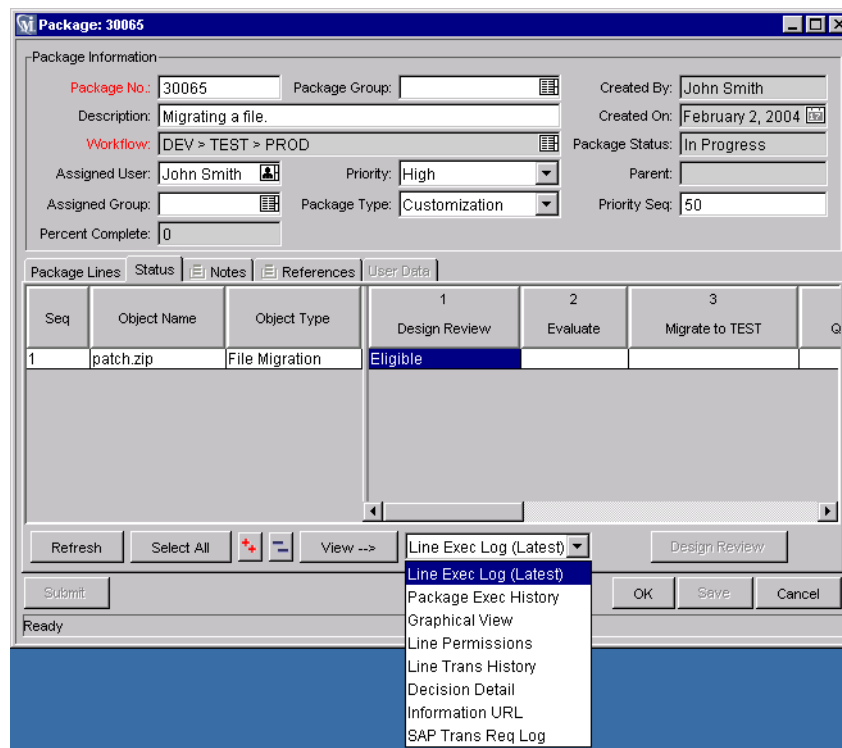 Package: 30065
Package Information
Package No.: 30065 Package Group: Created By: John Smith
Description: Migrating a file. Created On: February 2, 2004
Workflow: DEV > TEST > PROD Package Status: In Progress
Assigned User: John Smith Priority: High Parent:
Assigned Group: Package Type: Customization Priority Seq: 50
Percent Complete: 0
Package Lines Status Notes References User Data
Seq Object Name Object Type 1 Design Review 2 Evaluate 3 Migrate to TEST Q
1 patch.zip File Migration Eligible
Refresh Select All View --> Line Exec Log (Latest) Design Review
Line Exec Log (Latest)
Submit OK Save Cancel
Package Exec History
Graphical View
Ready
Line Permissions
Line Trans History
Decision Detail
Information URL
SAP Trans Req Log